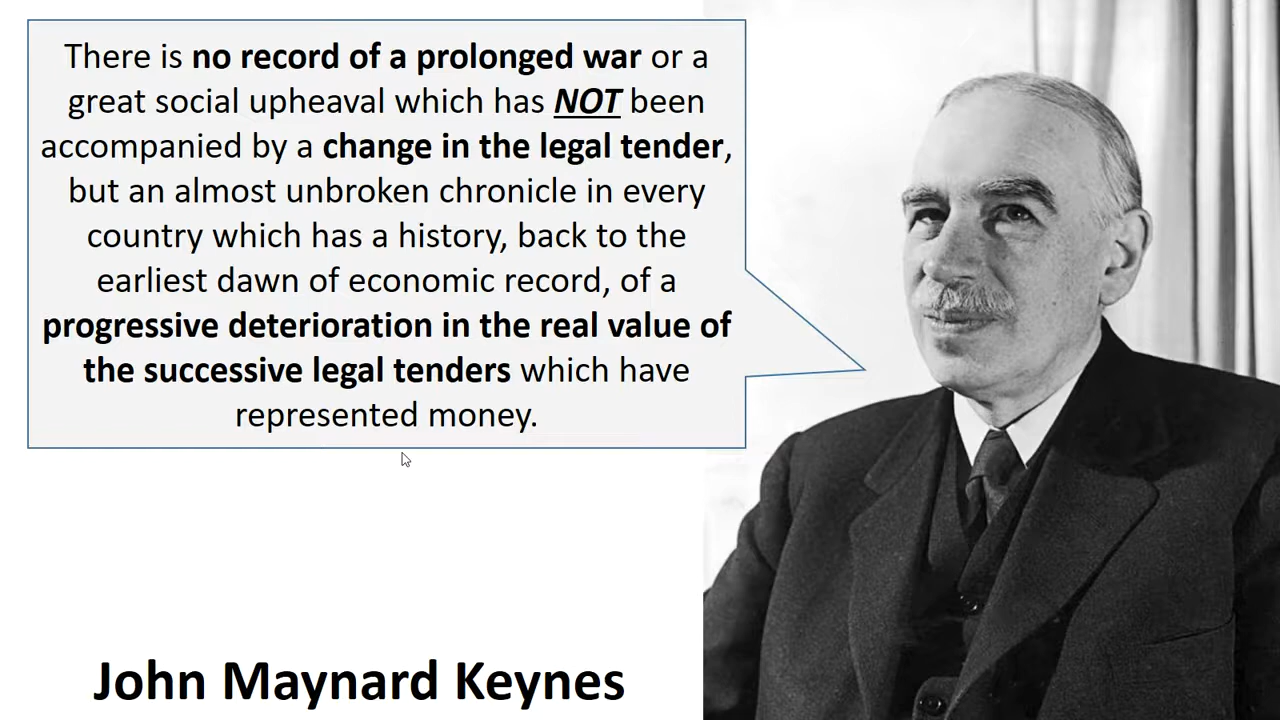 There is no record of a prolonged war or a
great social upheaval which has NOT been
accompanied by a change in the legal tender,
but an almost unbroken chronicle in every
country which has a history, back to the
earliest dawn of economic record, of a
progressive deterioration in the real value of
the successive legal tenders which have
represented money.
John Maynard Keynes